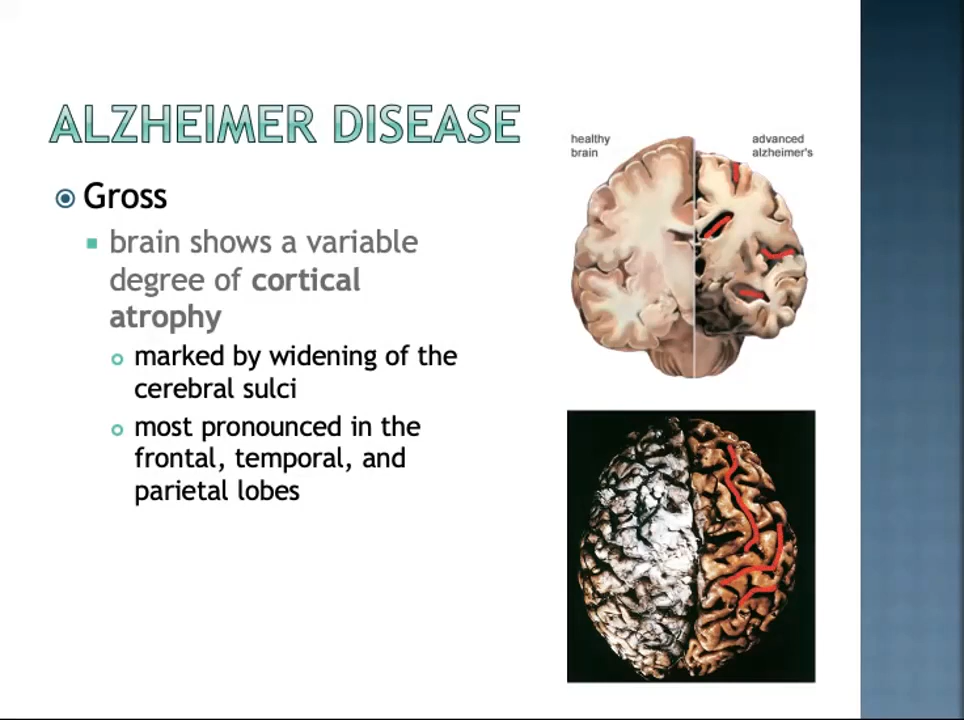 ALZHEIMER DISEASE
Gross
brain shows a variable
degree of cortical
atrophy
marked by widening of the
cerebral sulci
most pronounced in the
frontal, temporal, and
parietal lobes
healthy
brain
advanced
alzheimer's